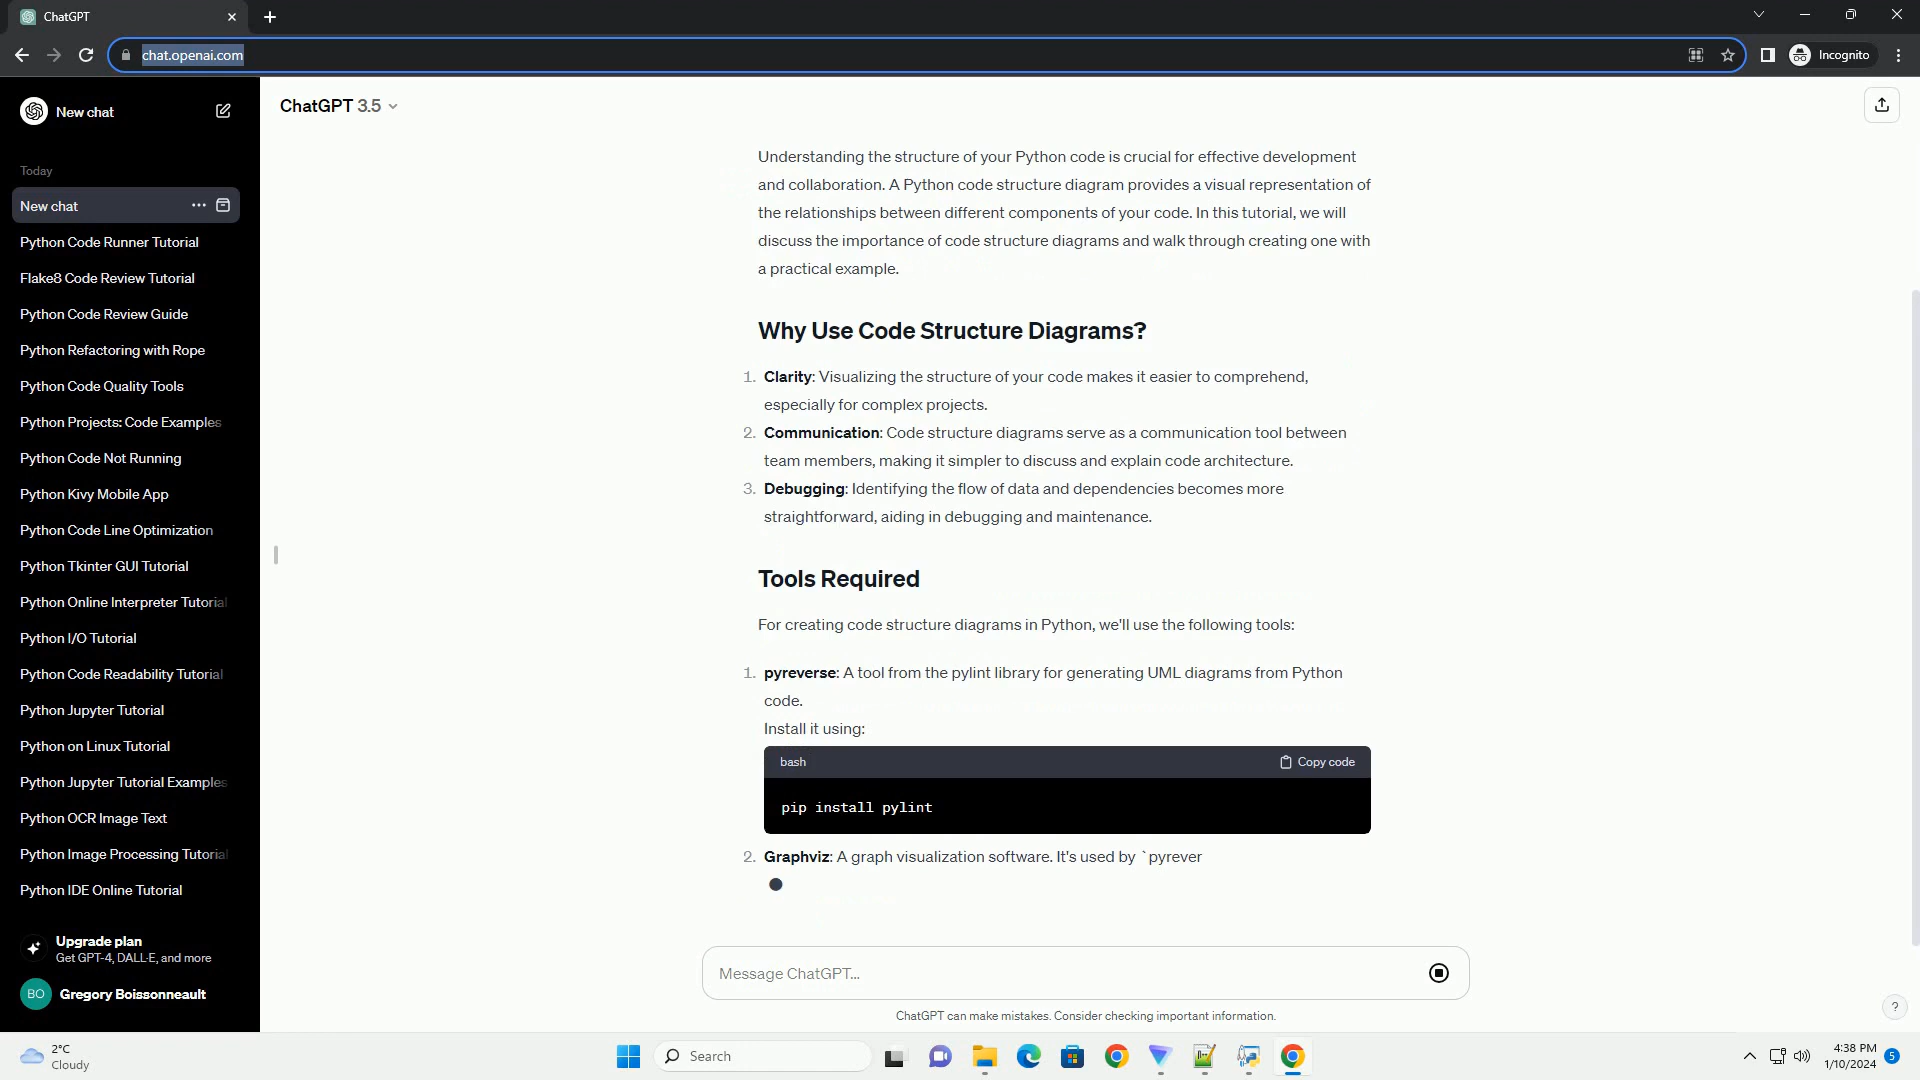 ChatGPT
chat.openai.com
Incognito
New chat
Today
New chat
Python Code Runner Tutorial
Flake8 Code Review Tutorial
Python Code Review Guide
Python Refactoring with Rope
Python Code Quality Tools
Python Projects: Code Examples
Python Code Not Running
Python Kivy Mobile App
Python Code Line Optimization
Python Tkinter GUI Tutorial
Python Online Interpreter Tutorial
Python I/O Tutorial
Python Code Readability Tutorial
Python Jupyter Tutorial
Python on Linux Tutorial
Python Jupyter Tutorial Examples
Python OCR Image Text
Python Image Processing Tutorial
Python IDE Online Tutorial
Upgrade plan
Get GPT-4, DALL·E, and more
BO
Gregory Boissonneault
ChatGPT 3.5
Understanding the structure of your Python code is crucial for effective development
and collaboration. A Python code structure diagram provides a visual representation of
the relationships between different components of your code. In this tutorial, we will
discuss the importance of code structure diagrams and walk through creating one with
a practical example.
Why Use Code Structure Diagrams?
1. Clarity: Visualizing the structure of your code makes it easier to comprehend,
especially for complex projects.
2. Communication: Code structure diagrams serve as a communication tool between
team members, making it simpler to discuss and explain code architecture.
3. Debugging: Identifying the flow of data and dependencies becomes more
straightforward, aiding in debugging and maintenance.
Tools Required
For creating code structure diagrams in Python, we'll use the following tools:
1. pyreverse: A tool from the pylint library for generating UML diagrams from Python
code.
Install it using:
bash
Copy code
pip install pylint
2. Graphviz: A graph visualization software. It's used by `pyrever
Message ChatGPT...
ChatGPT can make mistakes. Consider checking important information.
?
2°C
Cloudy
Search
4:38 PM
1/10/2024
5